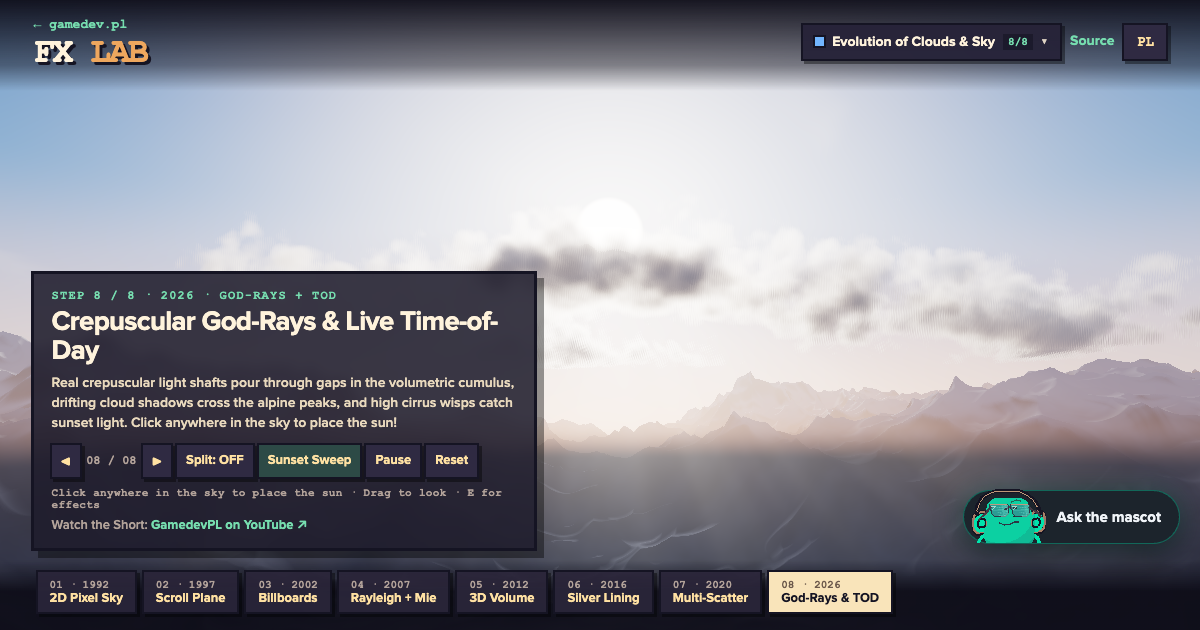 ← gamedev.pl
FX LAB
Evolution of Clouds & Sky 8/8 ▼
Source
PL
STEP 8 / 8 · 2026 · GOD-RAYS + TOD
Crepuscular God-Rays & Live Time-of-
Day
Real crepuscular light shafts pour through gaps in the volumetric cumulus,
drifting cloud shadows cross the alpine peaks, and high cirrus wisps catch
sunset light. Click anywhere in the sky to place the sun!
◀ 08 / 08 ▶ Split: OFF Sunset Sweep Pause Reset
Click anywhere in the sky to place the sun · Drag to look · E for
effects
Watch the Short: GamedevPL on YouTube ↗
Ask the mascot
01 · 1992
2D Pixel Sky
02 · 1997
Scroll Plane
03 · 2002
Billboards
04 · 2007
Rayleigh + Mie
05 · 2012
3D Volume
06 · 2016
Silver Lining
07 · 2020
Multi-Scatter
08 · 2026
God-Rays & TOD